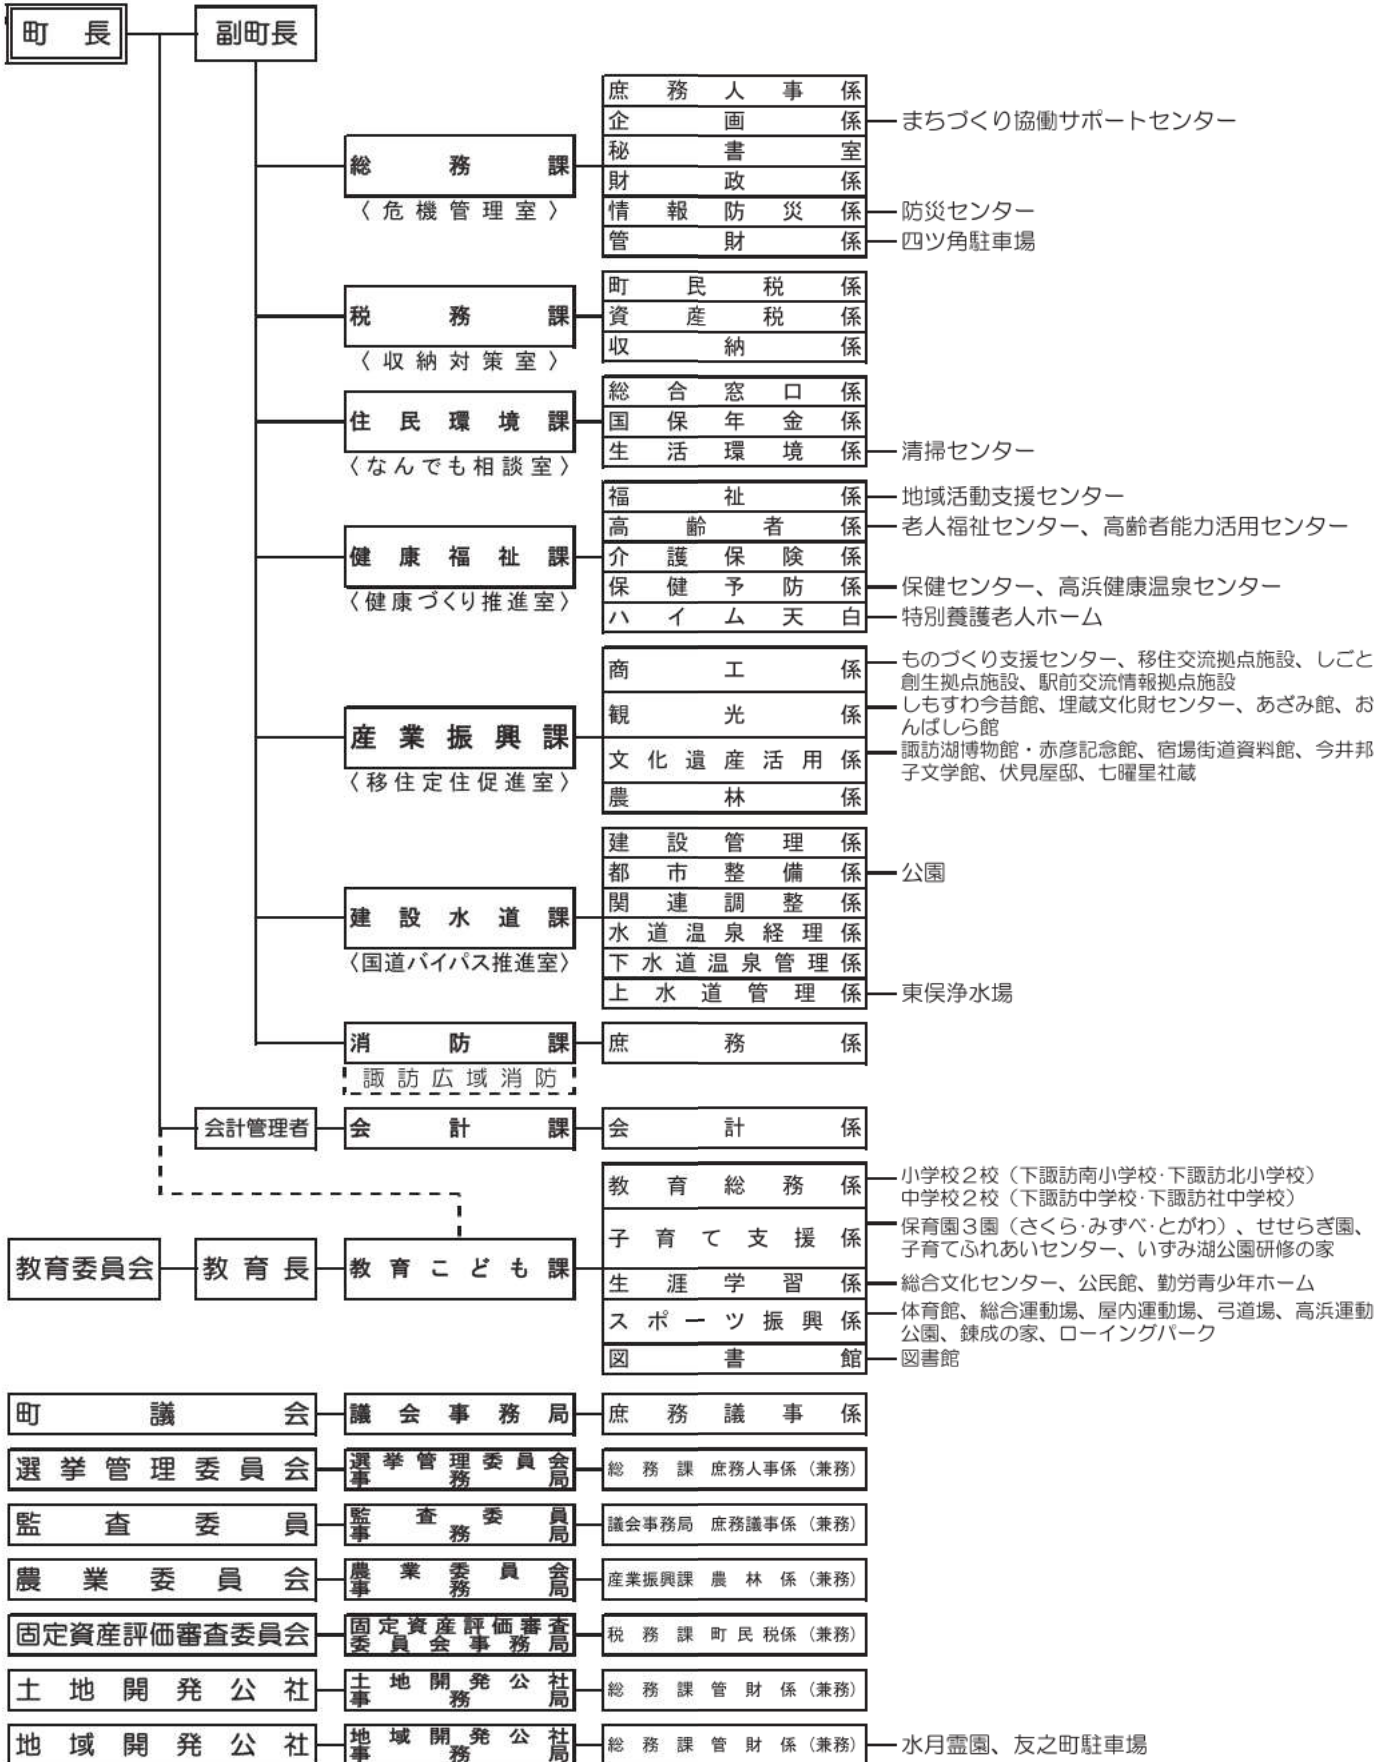 町長
副町長
総務課
〈危機管理室〉
庶務人事係
企画係
まちづくり協働サポートセンター
秘書室
財政係
情報防災係
防災センター
管財係
四ツ角駐車場
税務課
〈収納対策室〉
町民税係
資産税係
収納係
住民環境課
〈なんでも相談室〉
総合窓口係
国保年金係
生活環境係
清掃センター
健康福祉課
〈健康づくり推進室〉
福祉係
地域活動支援センター
高齢者係
老人福祉センター、高齢者能力活用センター
介護保険係
保健予防係
保健センター、高浜健康温泉センター
ハイム天白
特別養護老人ホーム
産業振興課
〈移住定住促進室〉
商工係
ものづくり支援センター、移住交流拠点施設、しごと
創生拠点施設、駅前交流情報拠点施設
観光係
しもすわ今昔館、埋蔵文化財センター、あざみ館、お
んばしら館
文化遺産活用係
諏訪湖博物館・赤彦記念館、宿場街道資料館、今井邦
子文学館、伏見屋邸、七曜星社蔵
農林係
建設水道課
〈国道バイパス推進室〉
建設管理係
都市整備係
公園
関連調整係
水道温泉経理係
下水道温泉管理係
上水道管理係
東俣浄水場
消防課
諏訪広域消防
庶務係
会計管理者
会計課
会計係
教育委員会
教育長
教育こども課
教育総務係
小学校2校（下諏訪南小学校・下諏訪北小学校）
中学校2校（下諏訪中学校・下諏訪社中学校）
子育て支援係
保育園3園（さくら・みずべ・とがわ）、せせらぎ園、
子育てふれあいセンター、いずみ湖公園研修の家
生涯学習係
総合文化センター、公民館、勤労青少年ホーム
スポーツ振興係
体育館、総合運動場、屋内運動場、弓道場、高浜運動
公園、錬成の家、ローイングパーク
図書館
図書館
町議会
議会事務局
庶務議事係
選挙管理委員会
選挙管理委員会
事務局
総務課 庶務人事係（兼務）
監査委員
監査委員
事務局
議会事務局 庶務議事係（兼務）
農業委員会
農業委員会
事務局
産業振興課 農林係（兼務）
固定資産評価審査委員会
固定資産評価審査
委員会事務局
税務課 町民税係（兼務）
土地開発公社
土地開発公社
事務局
総務課 管財係（兼務）
地域開発公社
地域開発公社
事務局
総務課 管財係（兼務）
水月霊園、友之町駐車場